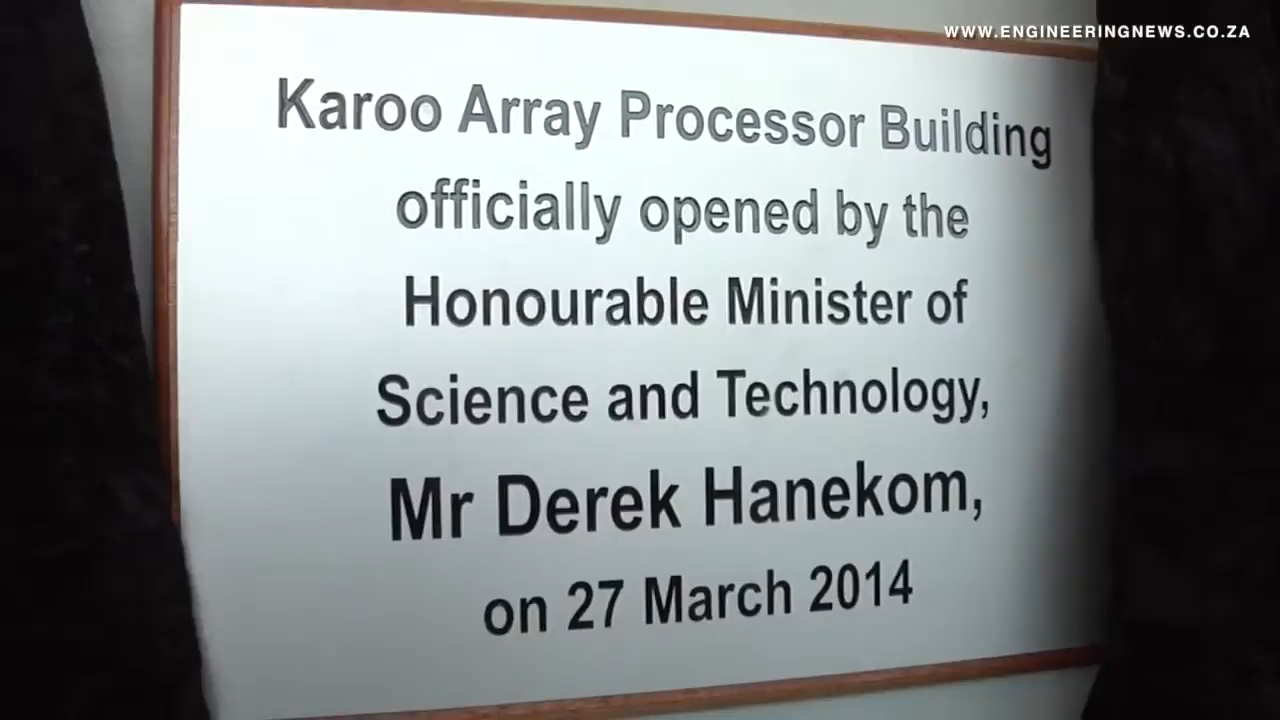 WWW.ENGINEERINGNEWS.CO.ZA
Karoo Array Processor Building
officially opened by the
Honourable Minister of
Science and Technology,
Mr Derek Hanekom,
on 27 March 2014